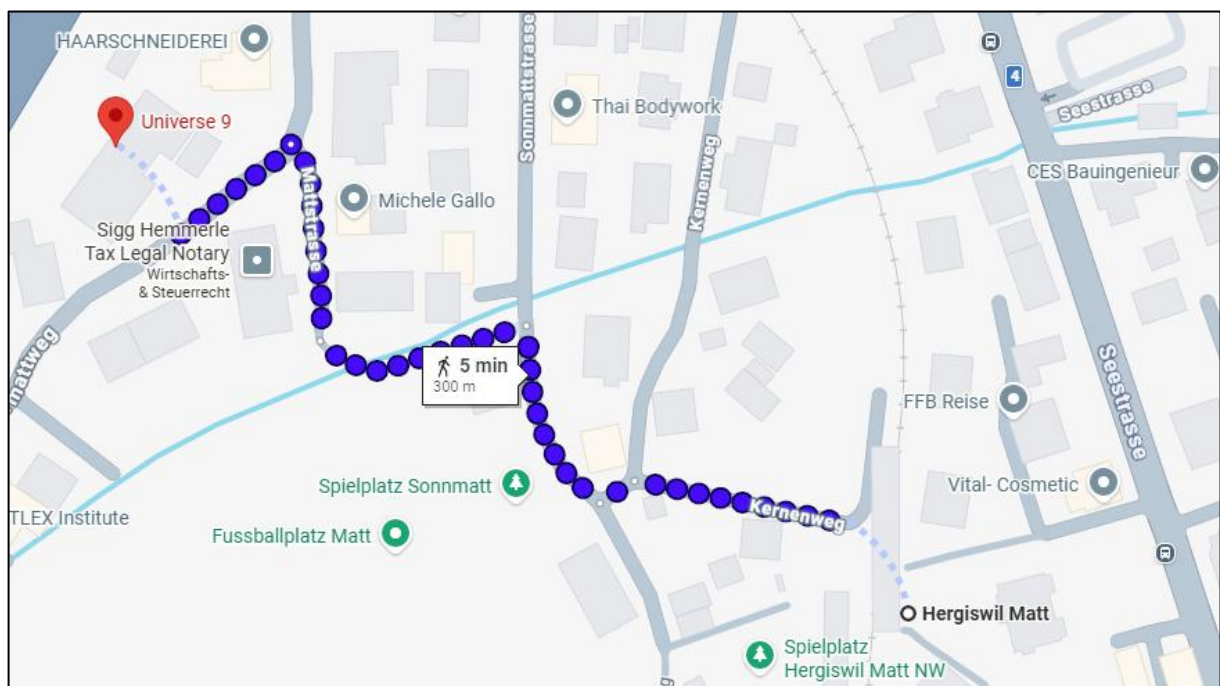 HAARSCHNEIDEREI
Universe 9
Sonnmattstrasse
Thai Bodywork
4
Seestrasse
Kernenweg
CES Bauingenieur
Mattstrasse
Michele Gallo
Sigg Hemmerle
Tax Legal Notary
Wirtschafts-
& Steuerrecht
5 min
300 m
Seestrasse
FFB Reise
Spielplatz Sonnmatt
Vital- Cosmetic
TLEX Institute
Fussballplatz Matt
Kernenweg
Hergiswil Matt
Spielplatz
Hergiswil Matt NW